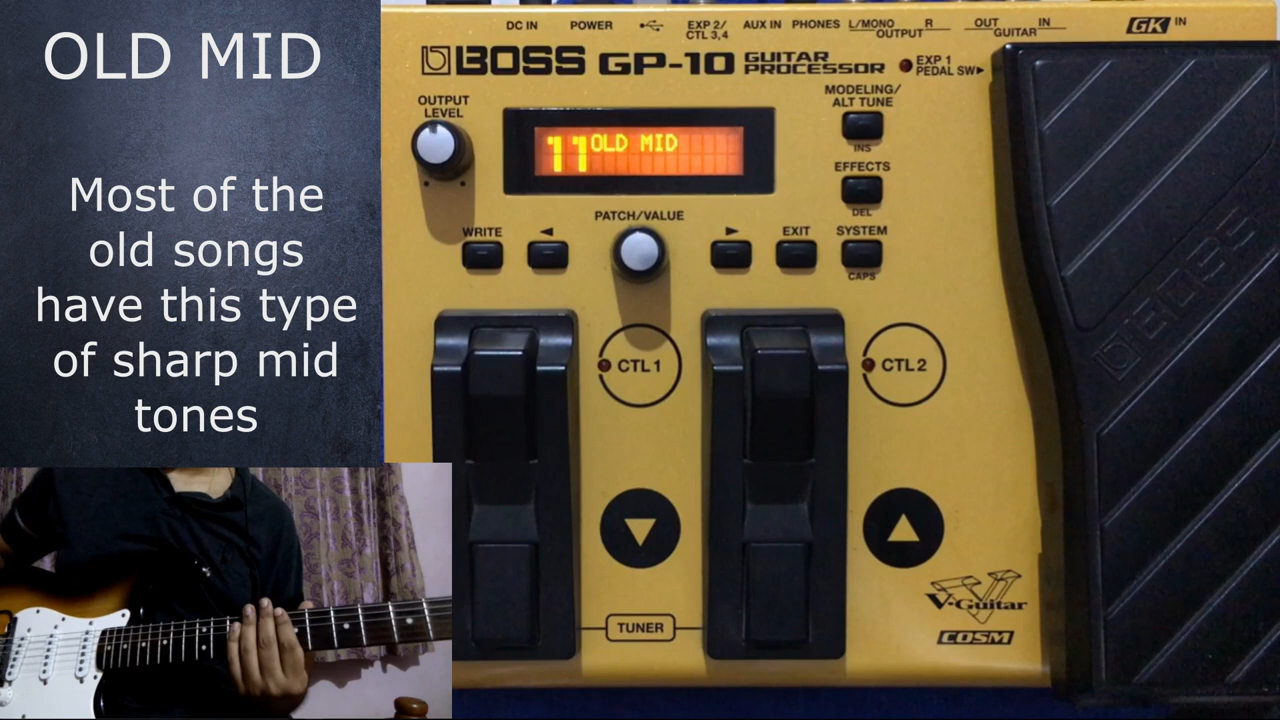 OLD MID
Most of the
old songs
have this type
of sharp mid
tones
DC IN
POWER
EXP 2/
CTL 3,4
AUX IN
PHONES
L/MONO
R
OUTPUT
OUT
IN
GUITAR
GK IN
BOSS GP-10 GUITAR
PROCESSOR
EXP 1
PEDAL SW
OUTPUT
LEVEL
11 OLD MID
MODELING/
ALT TUNE
INS
EFFECTS
DEL
PATCH/VALUE
WRITE
EXIT
SYSTEM
CAPS
CTL 1
CTL 2
TUNER
V-Guitar
COSM
BOSS